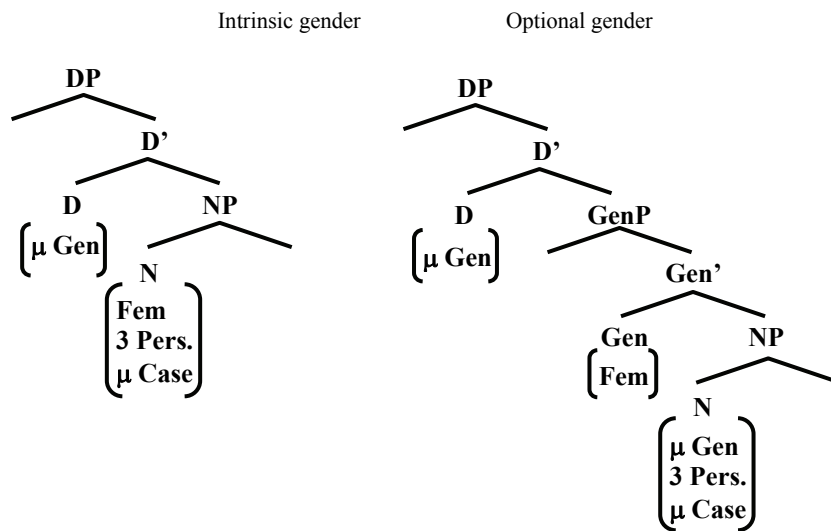 Intrinsic gender
DP
D’
D
NP
μ Gen
N
Fem
3 Pers.
μ Case
Optional gender
DP
D’
D
GenP
μ Gen
Gen’
Gen
NP
Fem
N
μ Gen
3 Pers.
μ Case